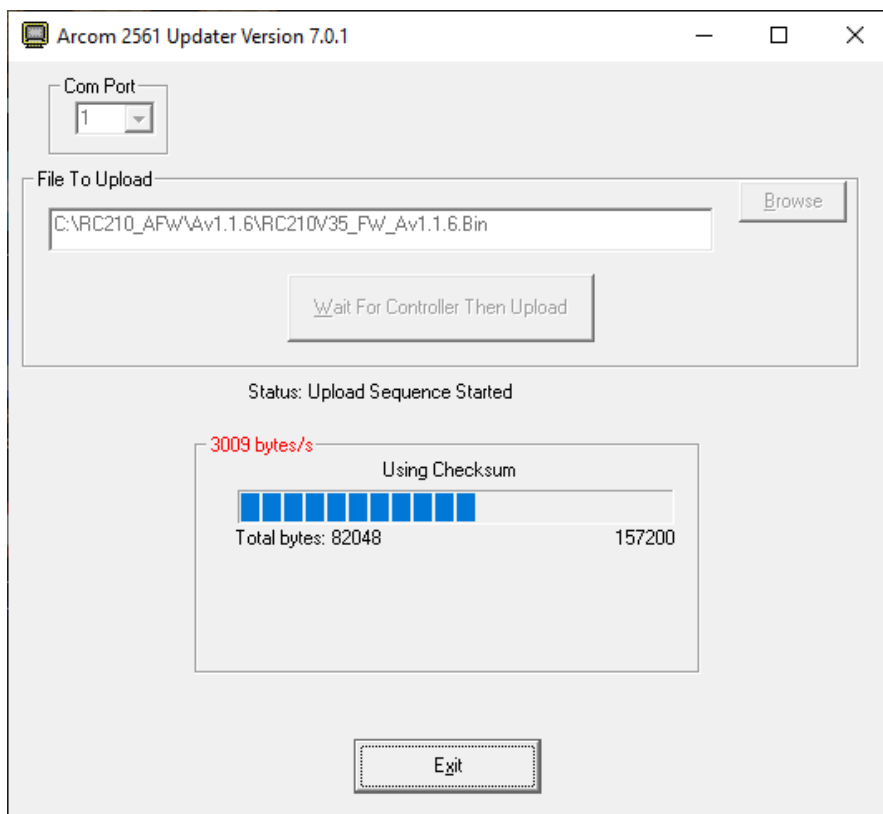 Arcom 2561 Updater Version 7.0.1
Com Port
1
File To Upload
Browse
C:\RC210_AFW\Av1.1.6\RC210V35_FW_Av1.1.6.Bin
Wait For Controller Then Upload
Status: Upload Sequence Started
3009 bytes/s
Using Checksum
Total bytes: 82048 157200
Exit